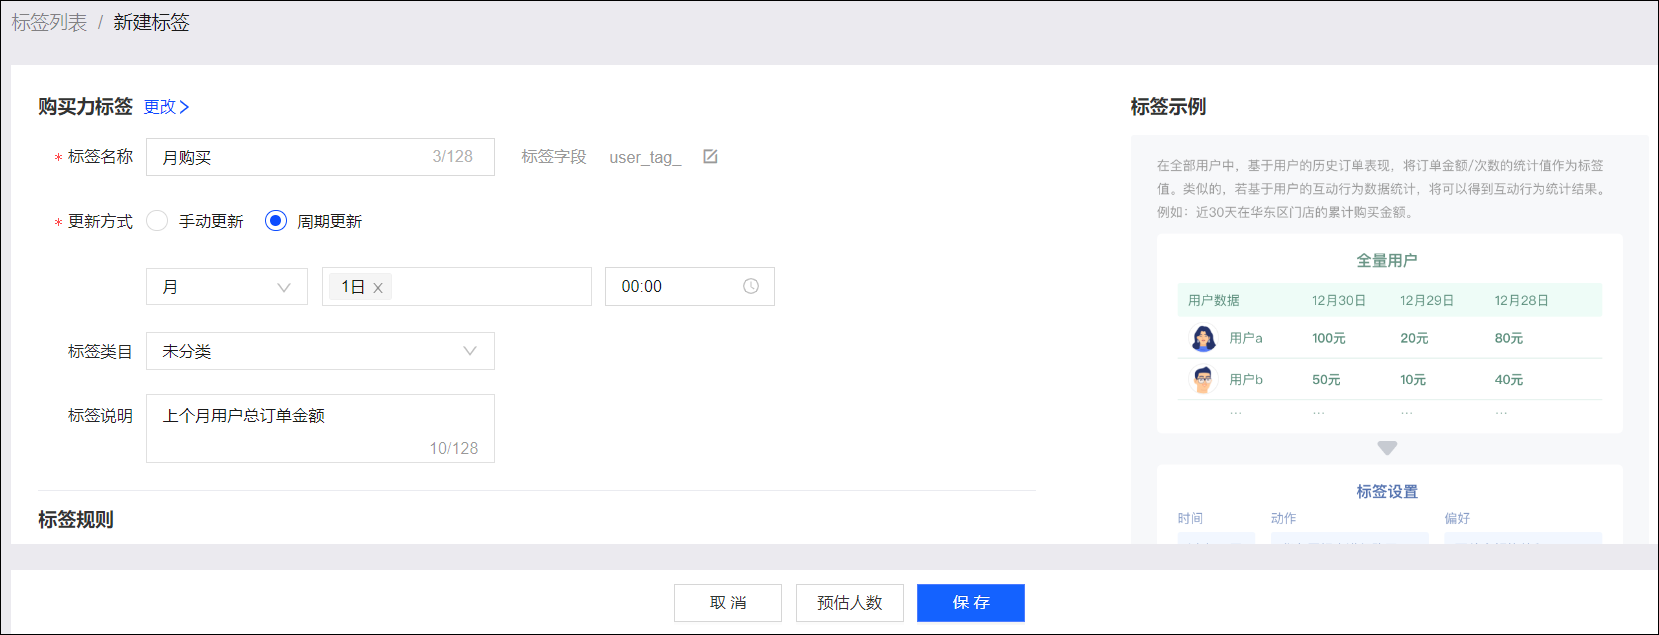 标签列表 / 新建标签
购买力标签 更改
* 标签名称 月购买 3/128 标签字段 user_tag_
* 更新方式 手动更新 周期更新
月 1日 x 00:00
标签类目 未分类
标签说明 上个月用户总订单金额
10/128
标签规则
标签示例
在全部用户中，基于用户的历史订单表现，将订单金额/次数的统计值作为标签
值。类似的，若基于用户的互动行为数据统计，将可以得到互动行为统计结果。
例如：近30天在华东区门店的累计购买金额。
全量用户
用户数据 12月30日 12月29日 12月28日
用户a 100元 20元 80元
用户b 50元 10元 40元
... ... ... ...
标签设置
时间 动作 偏好
取 消 预估人数 保 存